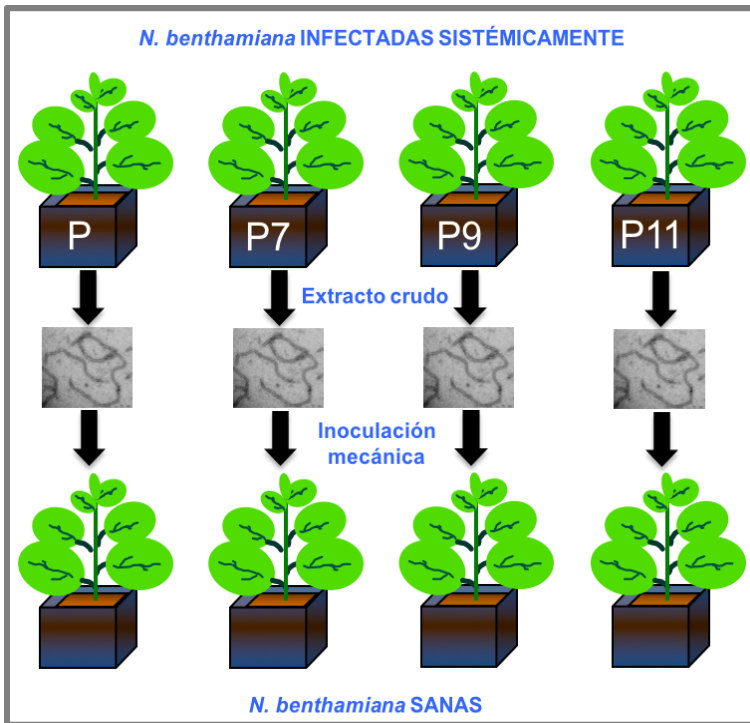 N. benthamiana INFECTADAS SISTÉMICAMENTE
P P7 P9 P11
Extracto crudo
Inoculación
mecánica
N. benthamiana SANAS